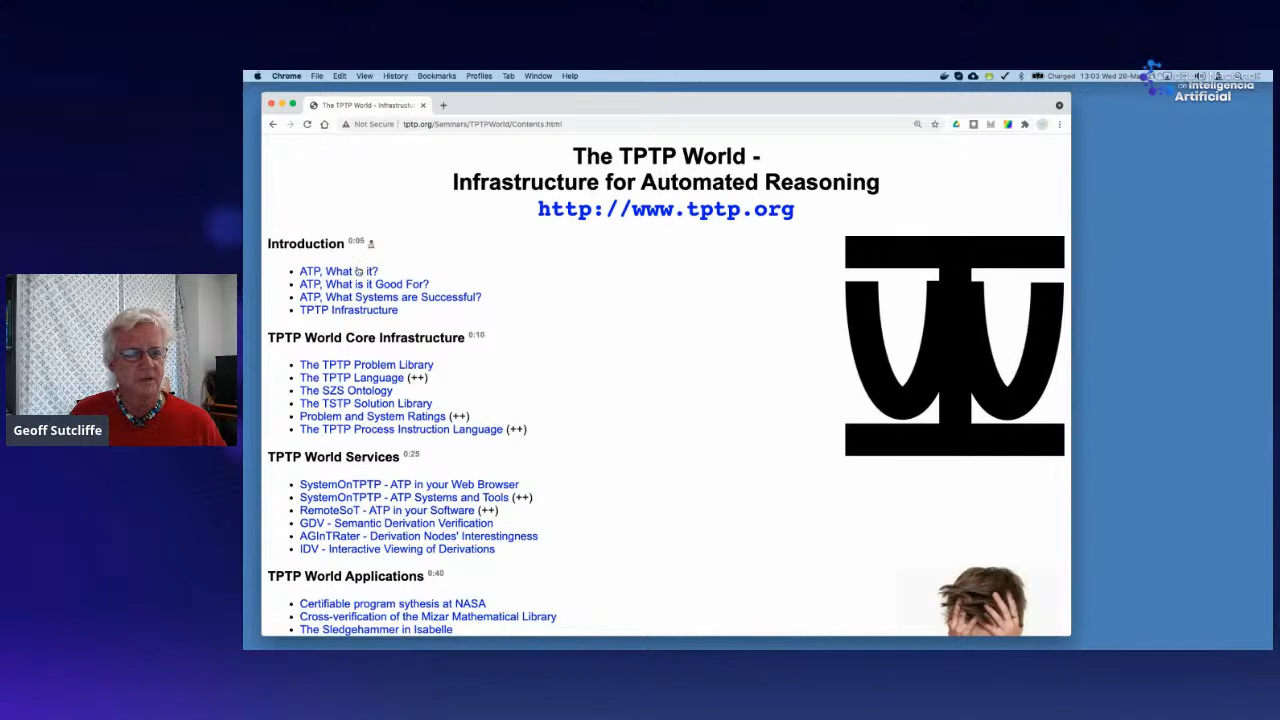 Chrome File Edit View History Bookmarks Profiles Tab Window Help
Charged 13:03 Wed 26
on Inteligencia
Artificial
The TPTP World - Infrastructu
Not Secure | tptp.org/Seminars/TPTPWorld/Contents.html
The TPTP World -
Infrastructure for Automated Reasoning
http://www.tptp.org
Introduction 0:05
ATP, What is it?
ATP, What is it Good For?
ATP, What Systems are Successful?
TPTP Infrastructure
TPTP World Core Infrastructure 0:10
The TPTP Problem Library
The TPTP Language (++)
The SZS Ontology
The TSTP Solution Library
Problem and System Ratings (++)
The TPTP Process Instruction Language (++)
TPTP World Services 0:25
SystemOnTPTP - ATP in your Web Browser
SystemOnTPTP - ATP Systems and Tools (++)
RemoteSoT - ATP in your Software (++)
GDV - Semantic Derivation Verification
AGInTRater - Derivation Nodes' Interestingness
IDV - Interactive Viewing of Derivations
TPTP World Applications 0:40
Certifiable program sythesis at NASA
Cross-verification of the Mizar Mathematical Library
The Sledgehammer in Isabelle
Geoff Sutcliffe